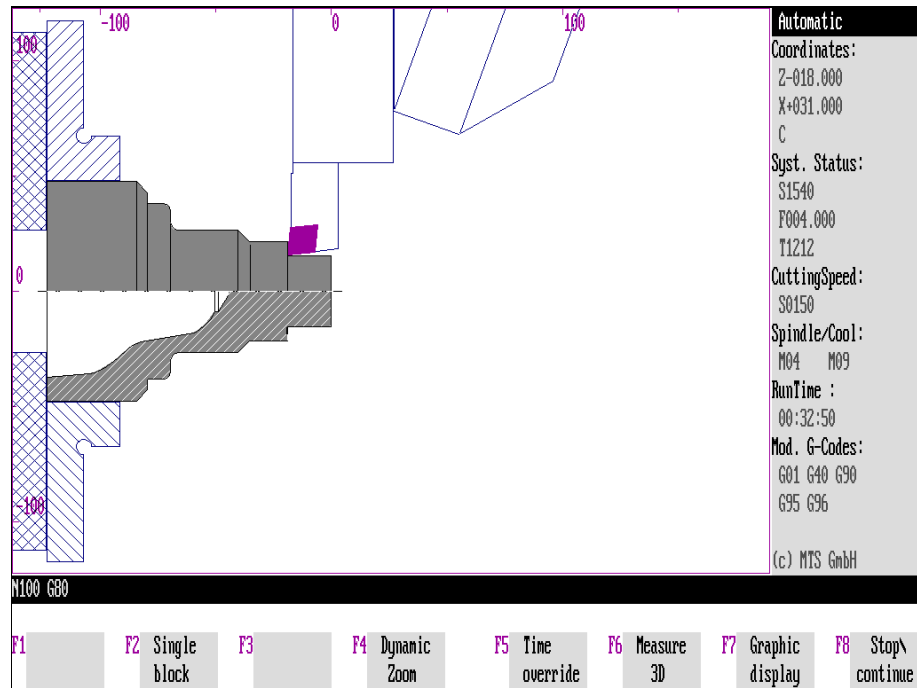 -100 0 100
100
0
-100
Automatic
Coordinates:
Z-018.000
X+031.000
C
Syst. Status:
S1540
F004.000
T1212
CuttingSpeed:
S0150
Spindle/Cool:
M04 M09
RunTime :
00:32:50
Mod. G-Codes:
G01 G40 G90
G95 G96
(c) MTS GmbH
N100 G80
F1 F2 Single F3 F4 Dynamic F5 Time F6 Measure F7 Graphic F8 Stop\
block Zoom override 3D display continue